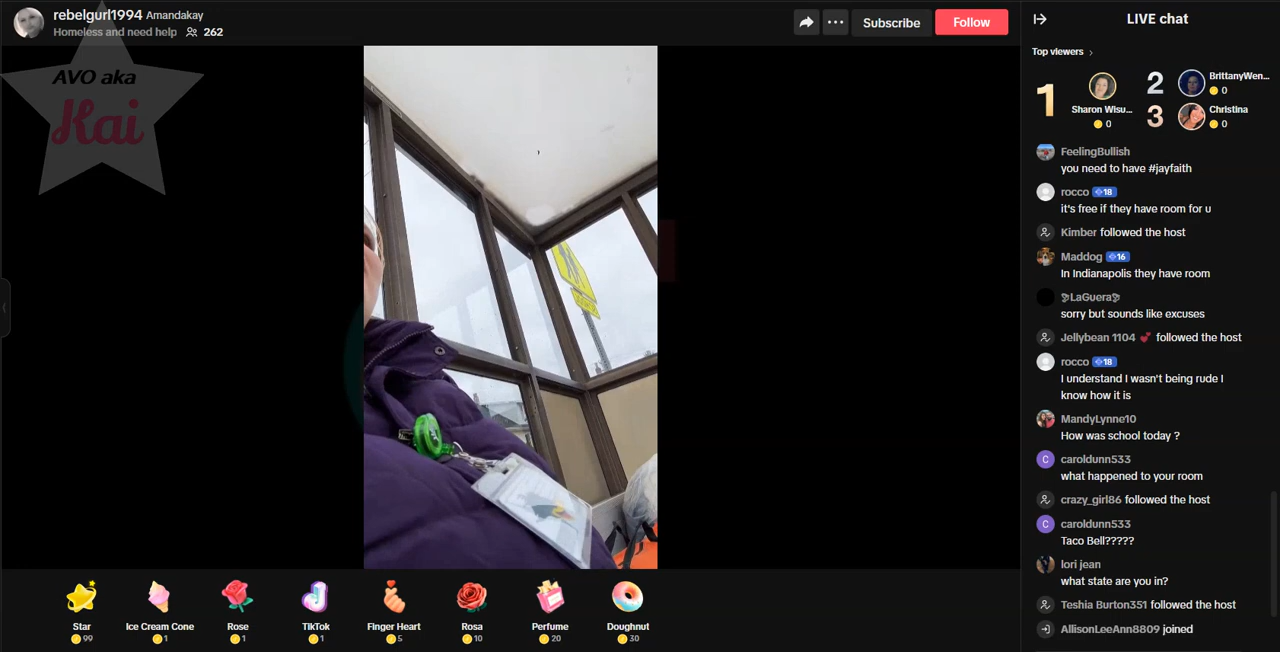 rebelgurl1994 Amandakay
Homeless and need help 262
Subscribe
Follow
AVO aka
Kai
LIVE chat
Top viewers
1
Sharon Wisu...
0
2
BrittanyWen...
0
3
Christina
0
FeelingBullish
you need to have #jayfaith
rocco 18
it's free if they have room for u
Kimber followed the host
Maddog 16
In Indianapolis they have room
LaGuera
sorry but sounds like excuses
Jellybean 1104 💕 followed the host
rocco 18
I understand I wasn't being rude I
know how it is
MandyLynne10
How was school today ?
C caroldunn533
what happened to your room
crazy_girl86 followed the host
C caroldunn533
Taco Bell?????
lori jean
what state are you in?
Teshia Burton351 followed the host
AllisonLeeAnn8809 joined
Star
99
Ice Cream Cone
1
Rose
1
TikTok
1
Finger Heart
5
Rosa
10
Perfume
20
Doughnut
30